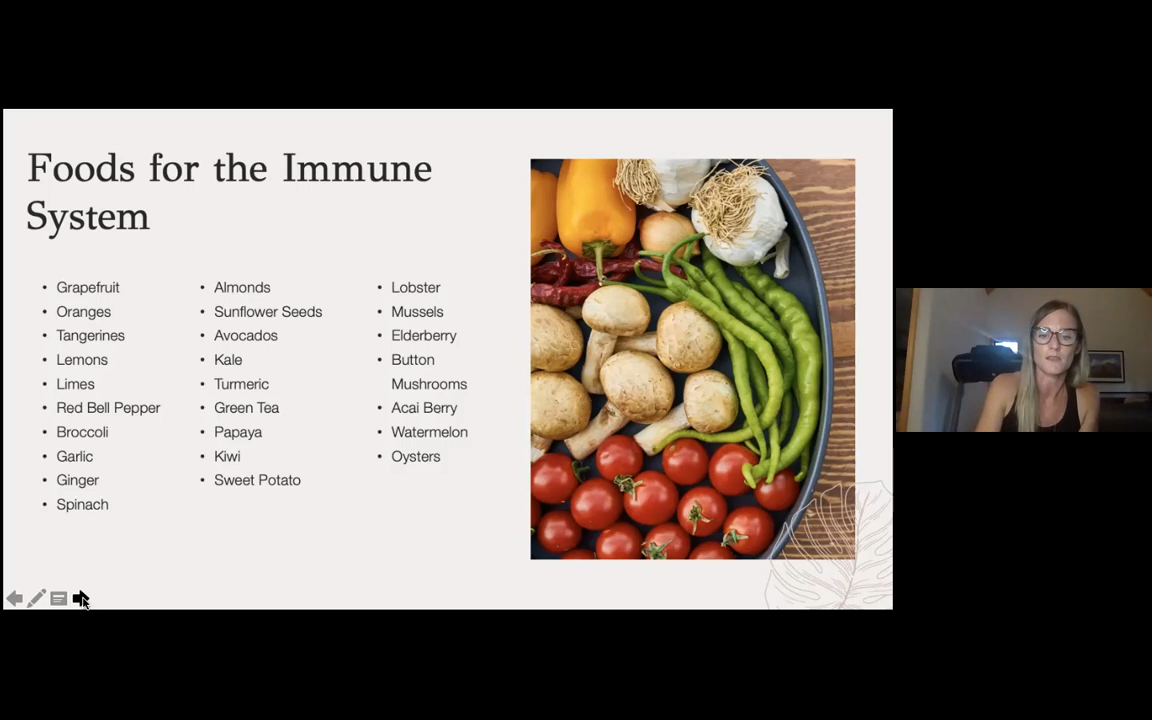 Foods for the Immune
System
• Grapefruit
• Oranges
• Tangerines
• Lemons
• Limes
• Red Bell Pepper
• Broccoli
• Garlic
• Ginger
• Spinach
• Almonds
• Sunflower Seeds
• Avocados
• Kale
• Turmeric
• Green Tea
• Papaya
• Kiwi
• Sweet Potato
• Lobster
• Mussels
• Elderberry
• Button
Mushrooms
• Acai Berry
• Watermelon
• Oysters